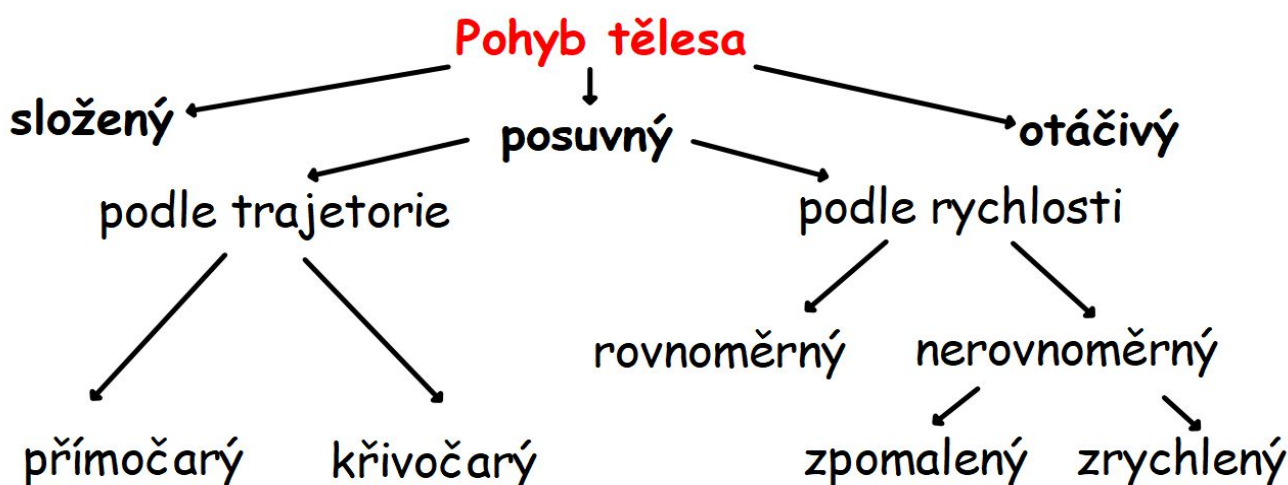 Pohyb tělesa
složený
posuvný
otáčivý
podle trajetorie
podle rychlosti
rovnoměrný
nerovnoměrný
přímočarý
křivočarý
zpomalený
zrychlený